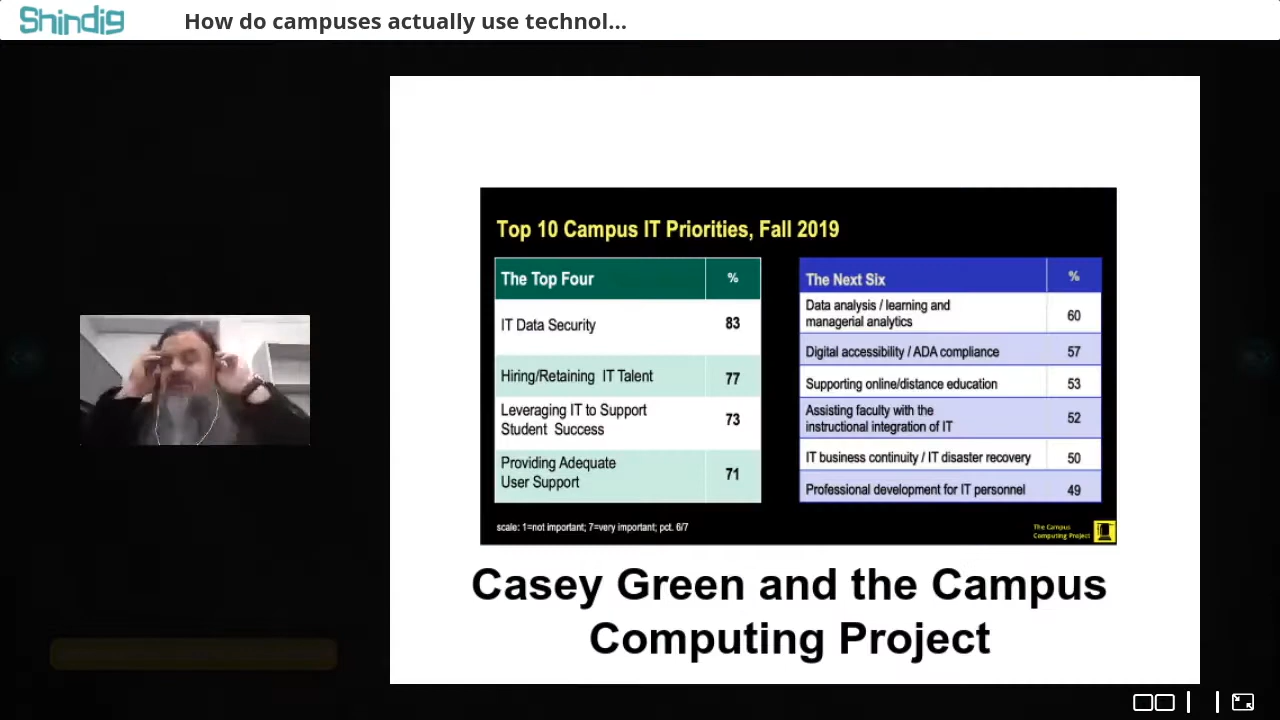 Shindig
How do campuses actually use technol...
Top 10 Campus IT Priorities, Fall 2019
The Top Four %
IT Data Security 83
Hiring/Retaining IT Talent 77
Leveraging IT to Support
Student Success 73
Providing Adequate
User Support 71
The Next Six %
Data analysis / learning and
managerial analytics 60
Digital accessibility / ADA compliance 57
Supporting online/distance education 53
Assisting faculty with the
instructional integration of IT 52
IT business continuity / IT disaster recovery 50
Professional development for IT personnel 49
scale: 1=not important; 7=very important; pct. 6/7
The Campus
Computing Project
Casey Green and the Campus
Computing Project